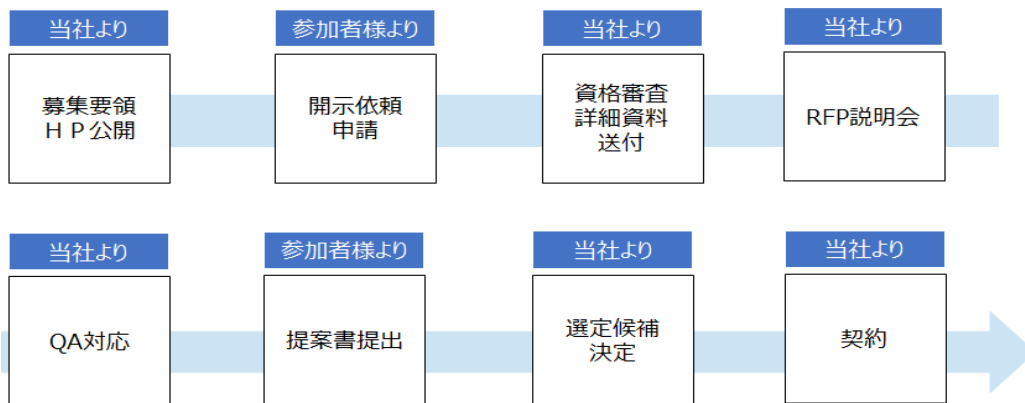 当社より
募集要領
ＨＰ公開
参加者様より
開示依頼
申請
当社より
資格審査
詳細資料
送付
当社より
RFP説明会
当社より
QA対応
参加者様より
提案書提出
当社より
選定候補
決定
当社より
契約